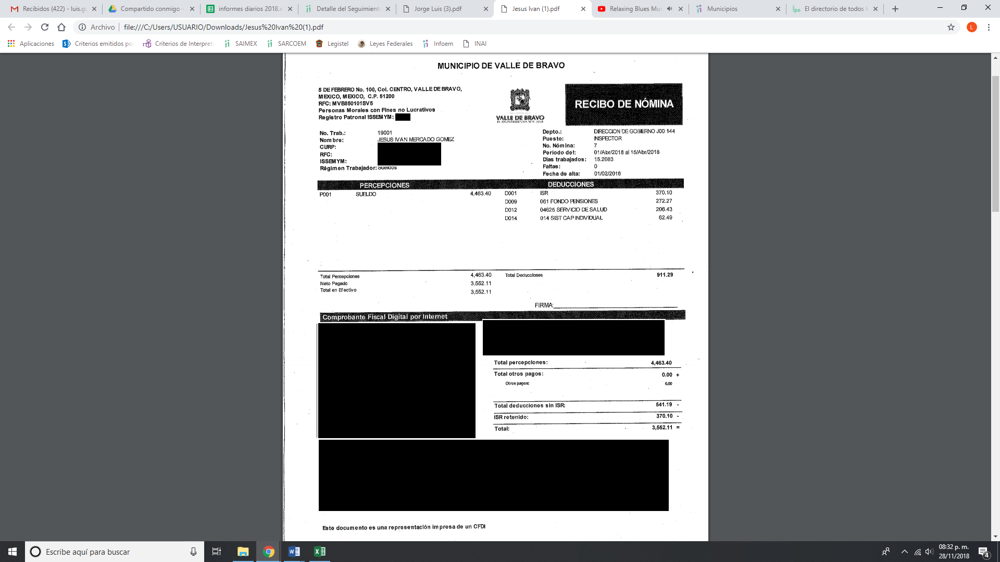 Recibidos (422) - luis.gu
Compartido conmigo -
informes diarios 2018.x
Detalle del Seguimiento
Jorge Luis (3).pdf
Jesus Ivan (1).pdf
Relaxing Blues Mus
Municipios
El directorio de todos l
Archivo
file:///C:/Users/USUARIO/Downloads/Jesus%20Ivan%20(1).pdf
L
Aplicaciones
Criterios emitidos po
Criterios de Interpret
SAIMEX
SARCOEM
Legistel
Leyes Federales
Infoem
INAI
MUNICIPIO DE VALLE DE BRAVO
5 DE FEBRERO No. 100, Col. CENTRO, VALLE DE BRAVO,
MEXICO, MEXICO, C.P. 51200
RFC: MVB850101SV5
Personas Morales con Fines no Lucrativos
Registro Patronal ISSEMYM:
VALLE DE BRAVO
RECIBO DE NÓMINA
No. Trab.: 19001
Nombre: JESUS IVAN MERCADO GOMEZ
CURP:
RFC:
ISSEMYM:
Régimen Trabajador: Sueldos
Depto.: DIRECCION DE GOBIERNO J00 144
Puesto: INSPECTOR
No. Nómina: 7
Periodo del: 01/Abr/2018 al 15/Abr/2018
Dias trabajados: 15.2083
Faltas: 0
Fecha de alta: 01/02/2016
PERCEPCIONES DEDUCCIONES
P001 SUELDO 4,463.40 D001 ISR 370.10
D009 061 FONDO PENSIONES 272.27
D012 04625 SERVICIO DE SALUD 206.43
D014 014 SIST CAP INDIVIDUAL 62.49
Total Percepciones 4,463.40 Total Deducciones 911.29
Neto Pagado 3,552.11
Total en Efectivo 3,552.11
FIRMA:
Comprobante Fiscal Digital por Internet
Total percepciones: 4,463.40
Total otros pagos: 0.00 +
Otros pagos: 0.00
Total deducciones sin ISR: 541.19 -
ISR retenido: 370.10 -
Total: 3,552.11 =
Este documento es una representación impresa de un CFDI
Escribe aquí para buscar
08:32 p. m.
28/11/2018
4